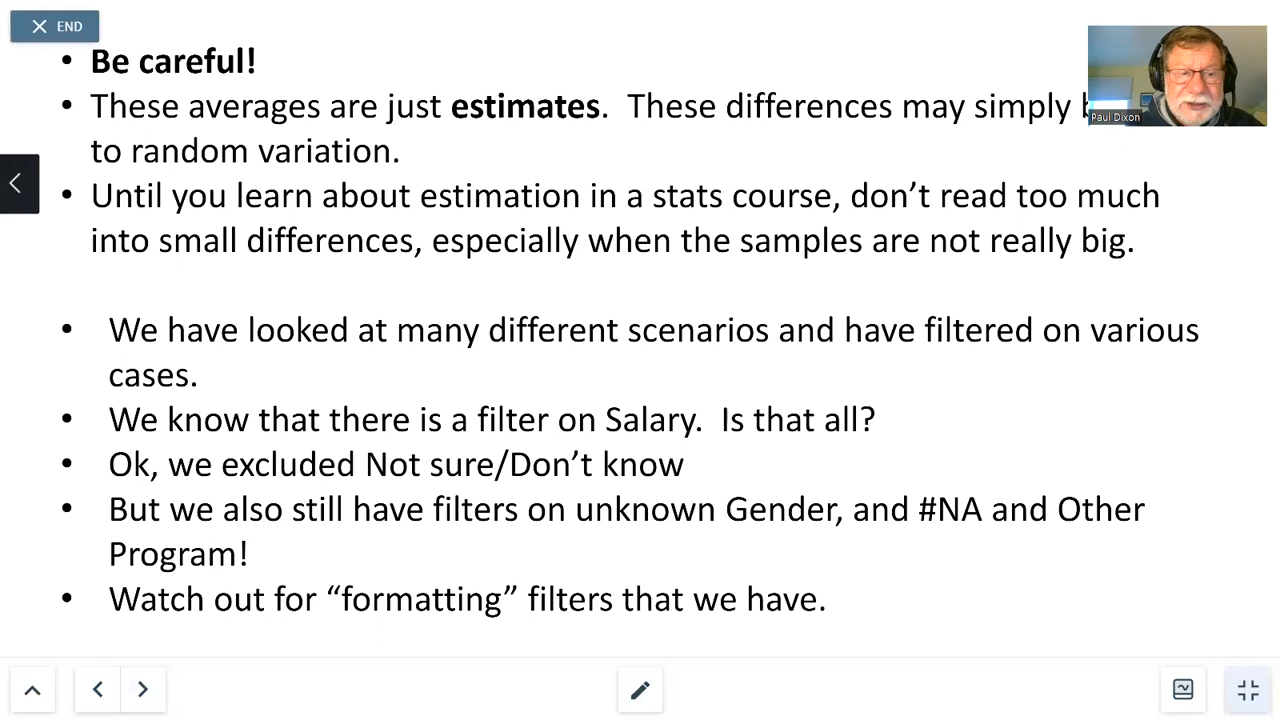 END
• Be careful!
• These averages are just estimates. These differences may simply
Paul Dixon
to random variation.
• Until you learn about estimation in a stats course, don’t read too much
into small differences, especially when the samples are not really big.
• We have looked at many different scenarios and have filtered on various
cases.
• We know that there is a filter on Salary. Is that all?
• Ok, we excluded Not sure/Don’t know
• But we also still have filters on unknown Gender, and #NA and Other
Program!
• Watch out for “formatting” filters that we have.